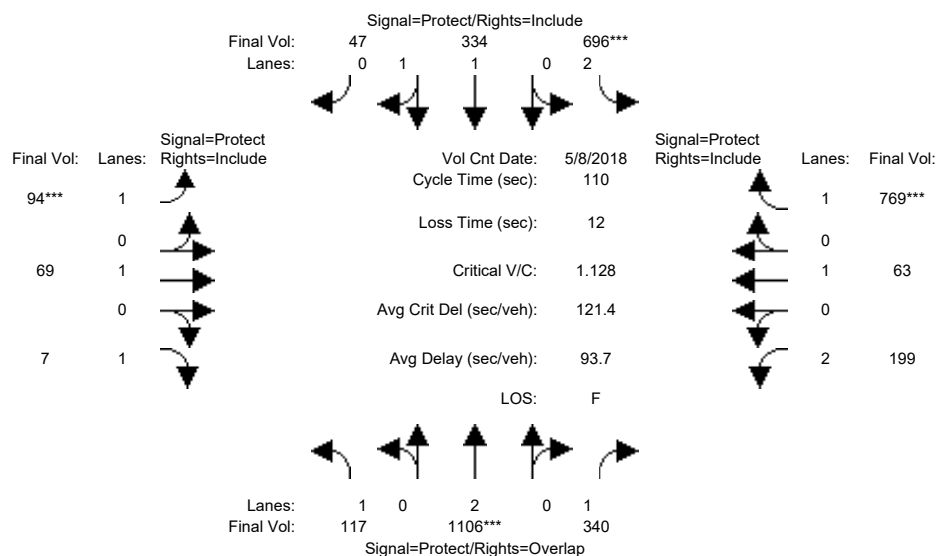 Signal=Protect/Rights=Include
Final Vol: 47 334 696***
Lanes: 0 1 1 0 2
Signal=Protect
Final Vol: Lanes: Rights=Include
Vol Cnt Date: 5/8/2018
Signal=Protect
Rights=Include Lanes: Final Vol:
Cycle Time (sec): 110
94*** 1
1 769***
Loss Time (sec): 12
0
0
69 1
Critical V/C: 1.128
1 63
0
Avg Crit Del (sec/veh): 121.4
0
7 1
Avg Delay (sec/veh): 93.7
2 199
LOS: F
Lanes: 1 0 2 0 1
Final Vol: 117 1106*** 340
Signal=Protect/Rights=Overlap